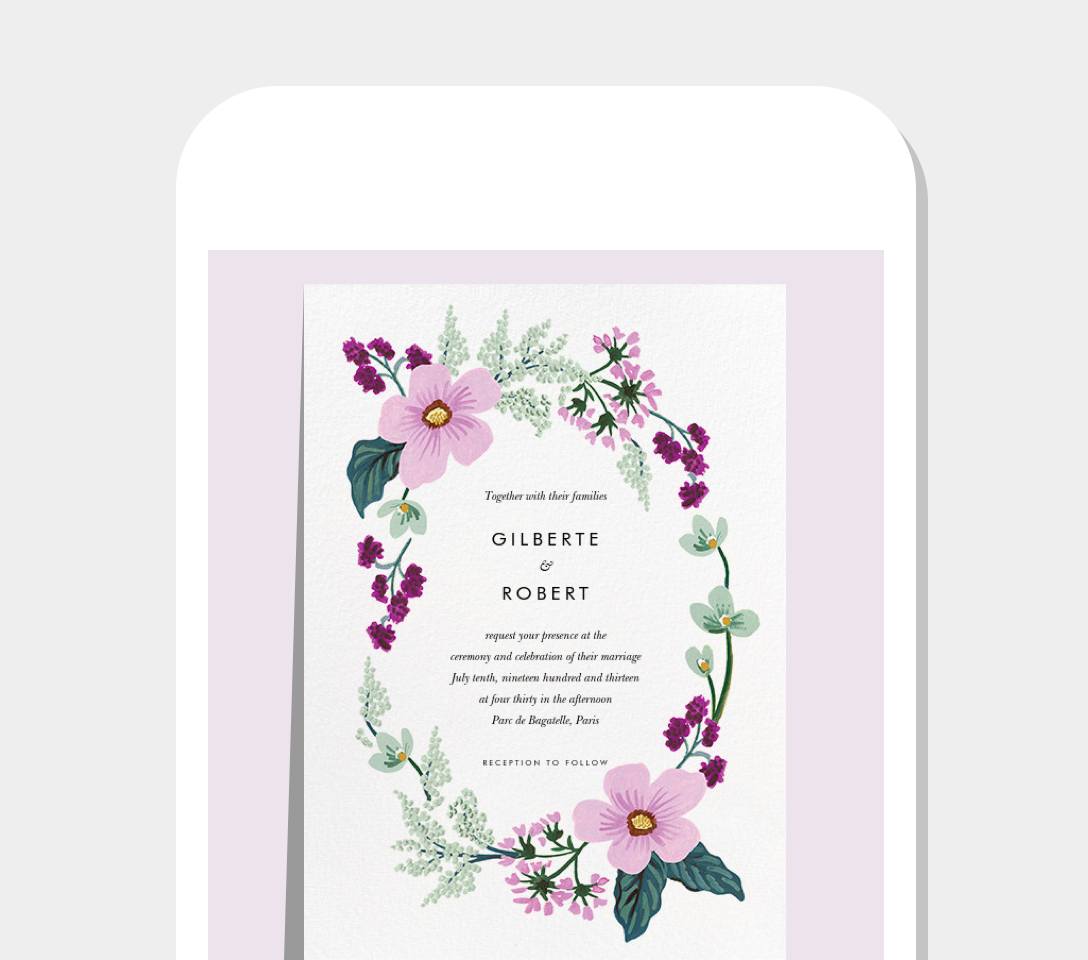 Together with their families
GILBERTE
&
ROBERT
request your presence at the
ceremony and celebration of their marriage
July tenth, nineteen hundred and thirteen
at four thirty in the afternoon
Parc de Bagatelle, Paris
RECEPTION TO FOLLOW